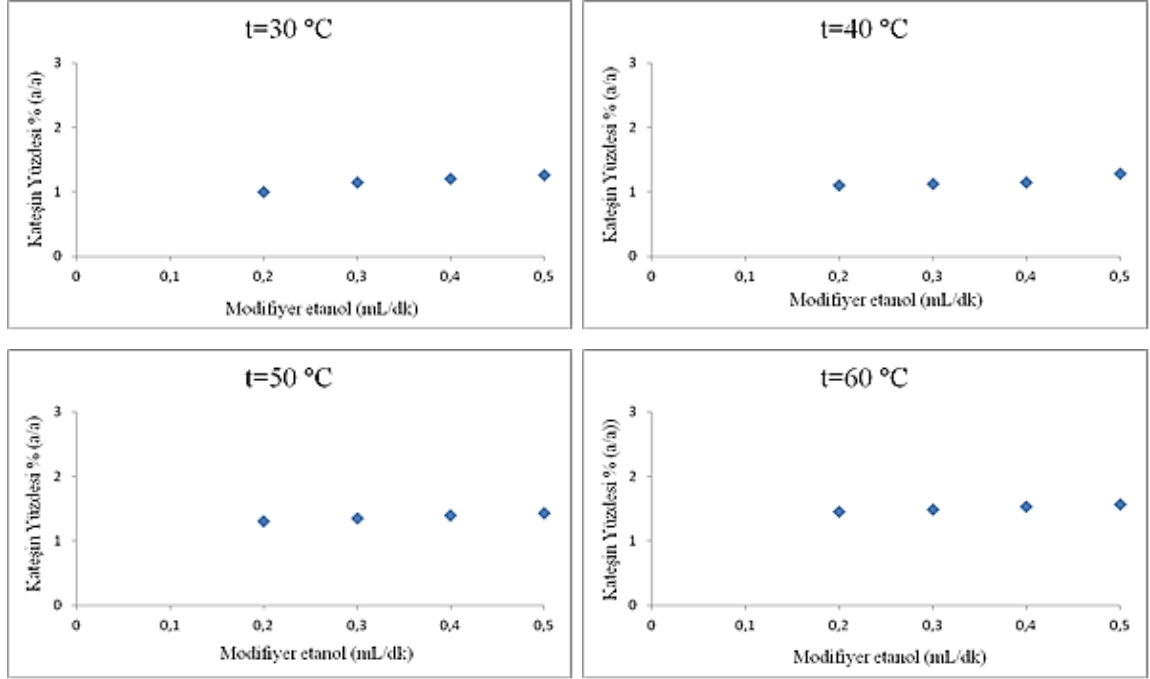 t=30 °C
Kateşin Yüzdesi % (a/a)
3
2
1
0
0 0,1 0,2 0,3 0,4 0,5
Modifiyer etanol (mL/dk)
t=40 °C
Kateşin Yüzdesi % (a/a)
3
2
1
0
0 0,1 0,2 0,3 0,4 0,5
Modifiyer etanol (mL/dk)
t=50 °C
Kateşin Yüzdesi % (a/a)
3
2
1
0
0 0,1 0,2 0,3 0,4 0,5
Modifiyer etanol (mL/dk)
t=60 °C
Kateşin Yüzdesi % (a/a))
3
2
1
0
0 0,1 0,2 0,3 0,4 0,5
Modifiyer etanol (mL/dk)